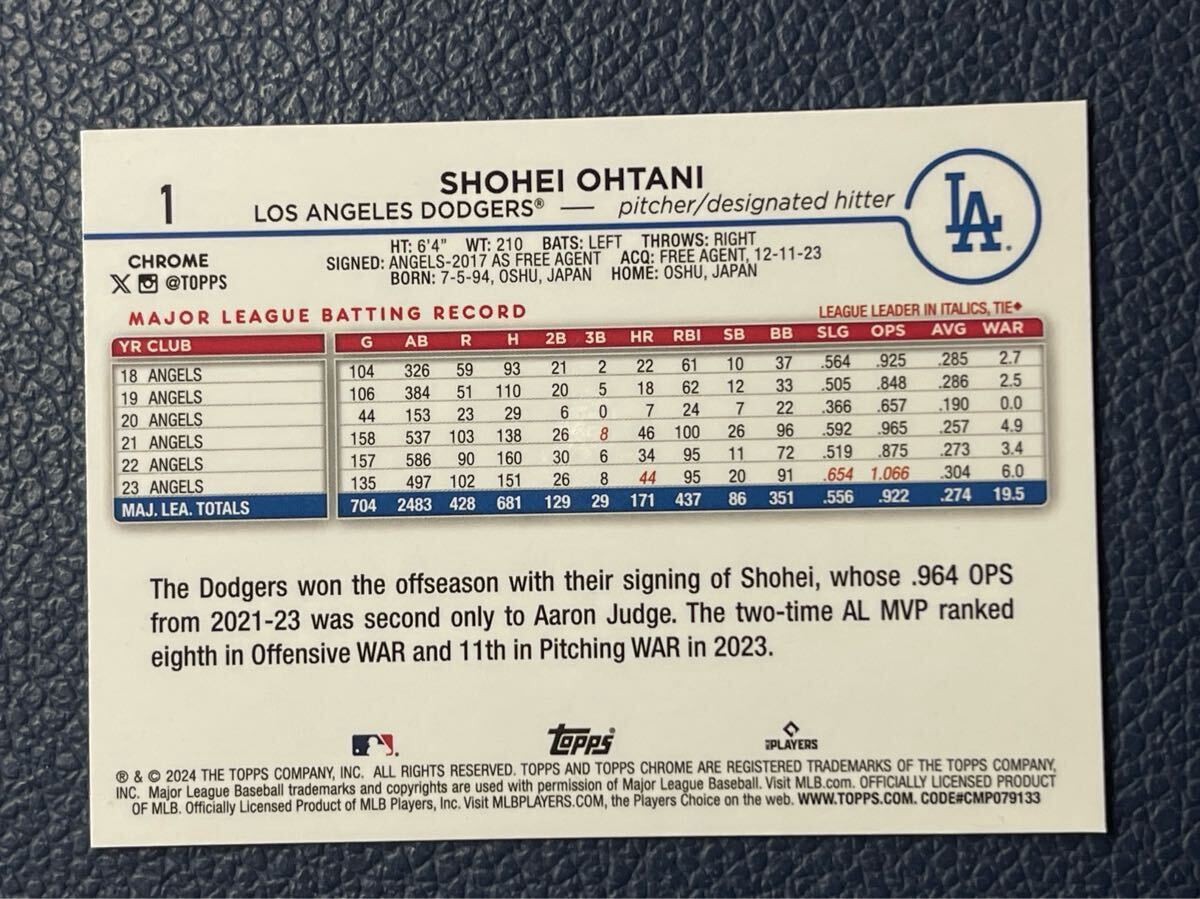 1
SHOHEI OHTANI
LOS ANGELES DODGERS® — pitcher/designated hitter
LA
CHROME
X @TOPPS
HT: 6'4" WT: 210 BATS: LEFT THROWS: RIGHT
SIGNED: ANGELS-2017 AS FREE AGENT ACQ: FREE AGENT, 12-11-23
BORN: 7-5-94, OSHU, JAPAN HOME: OSHU, JAPAN
MAJOR LEAGUE BATTING RECORD LEAGUE LEADER IN ITALICS, TIE◆
YR CLUB G AB R H 2B 3B HR RBI SB BB SLG OPS AVG WAR
18 ANGELS 104 326 59 93 21 2 22 61 10 37 .564 .925 .285 2.7
19 ANGELS 106 384 51 110 20 5 18 62 12 33 .505 .848 .286 2.5
20 ANGELS 44 153 23 29 6 0 7 24 7 22 .366 .657 .190 0.0
21 ANGELS 158 537 103 138 26 8 46 100 26 96 .592 .965 .257 4.9
22 ANGELS 157 586 90 160 30 6 34 95 11 72 .519 .875 .273 3.4
23 ANGELS 135 497 102 151 26 8 44 95 20 91 .654 1.066 .304 6.0
MAJ. LEA. TOTALS 704 2483 428 681 129 29 171 437 86 351 .556 .922 .274 19.5
The Dodgers won the offseason with their signing of Shohei, whose .964 OPS
from 2021-23 was second only to Aaron Judge. The two-time AL MVP ranked
eighth in Offensive WAR and 11th in Pitching WAR in 2023.
Topps
PLAYERS
® & © 2024 THE TOPPS COMPANY, INC. ALL RIGHTS RESERVED. TOPPS AND TOPPS CHROME ARE REGISTERED TRADEMARKS OF THE TOPPS COMPANY,
INC. Major League Baseball trademarks and copyrights are used with permission of Major League Baseball. Visit MLB.com. OFFICIALLY LICENSED PRODUCT
OF MLB. Officially Licensed Product of MLB Players, Inc. Visit MLBPLAYERS.COM, the Players Choice on the web. WWW.TOPPS.COM. CODE#CMP079133